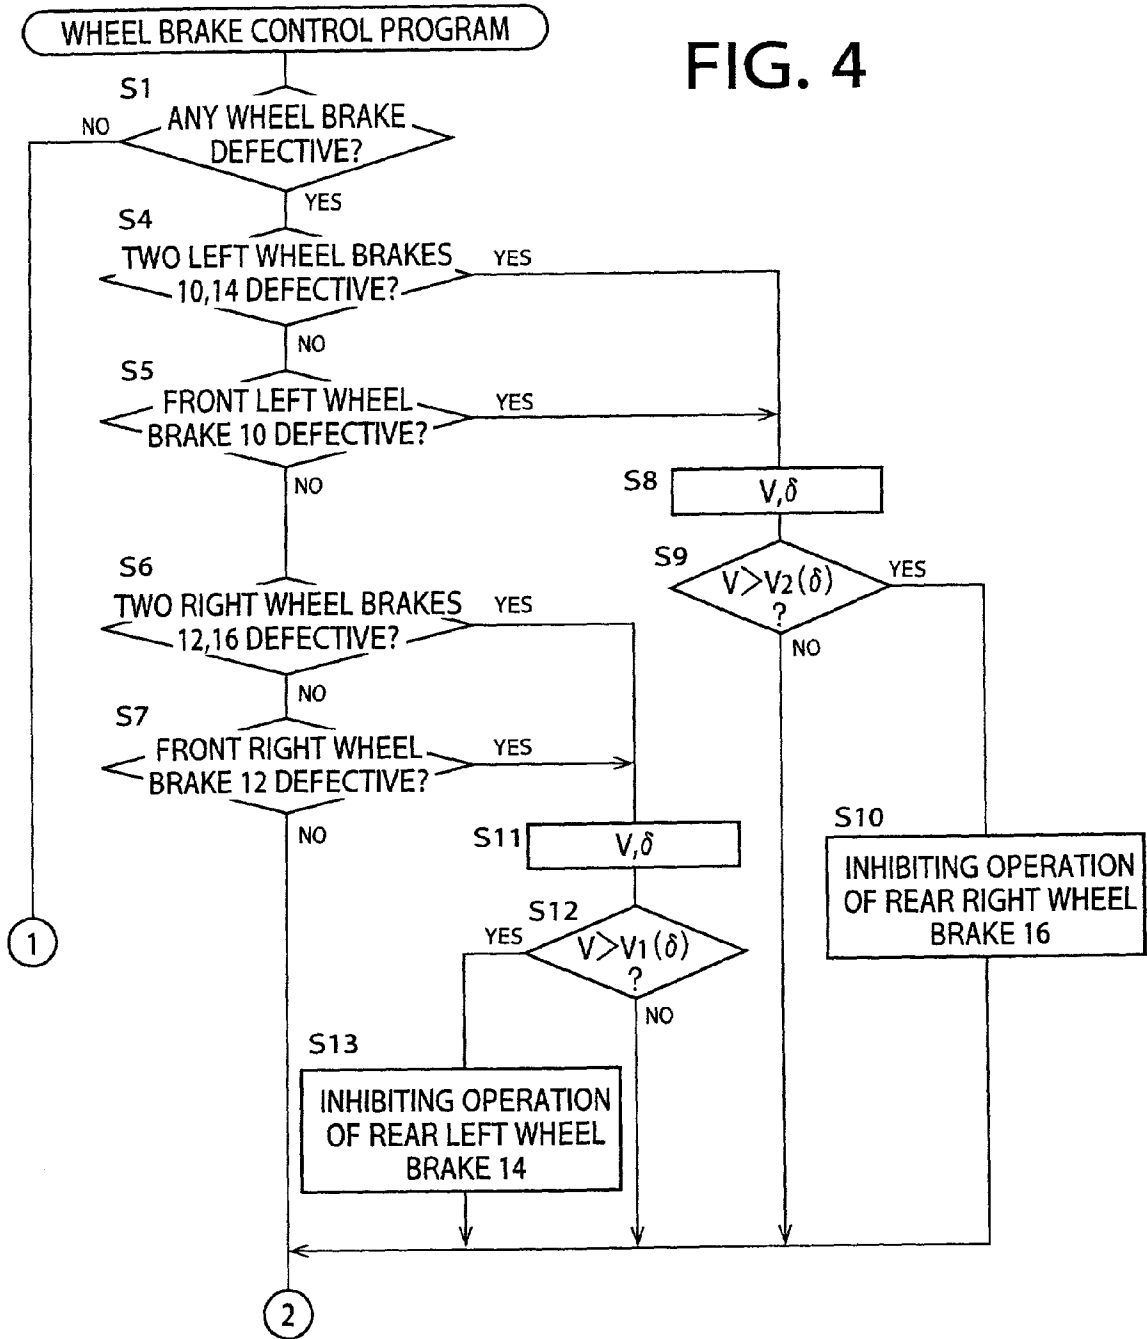 WHEEL BRAKE CONTROL PROGRAM
FIG. 4
S1
ANY WHEEL BRAKE
DEFECTIVE?
NO
YES
S4
TWO LEFT WHEEL BRAKES
10,14 DEFECTIVE?
YES
NO
S5
FRONT LEFT WHEEL
BRAKE 10 DEFECTIVE?
YES
NO
S8
V,δ
S9
V>V2(δ)
?
YES
NO
S6
TWO RIGHT WHEEL BRAKES
12,16 DEFECTIVE?
YES
NO
S7
FRONT RIGHT WHEEL
BRAKE 12 DEFECTIVE?
YES
NO
S11
V,δ
S10
INHIBITING OPERATION
OF REAR RIGHT WHEEL
BRAKE 16
S12
V>V1(δ)
?
YES
NO
1
S13
INHIBITING OPERATION
OF REAR LEFT WHEEL
BRAKE 14
2